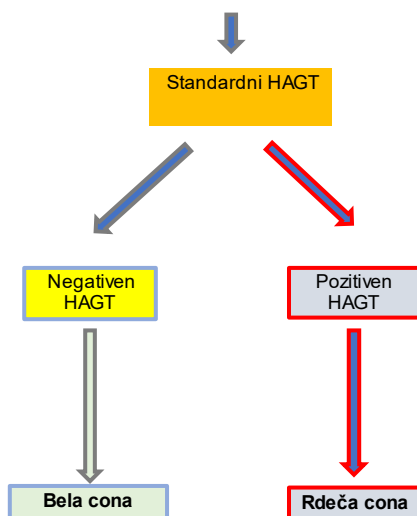 Standardni HAGT
Negativen
HAGT
Pozitiven
HAGT
Bela cona
Rdeča cona